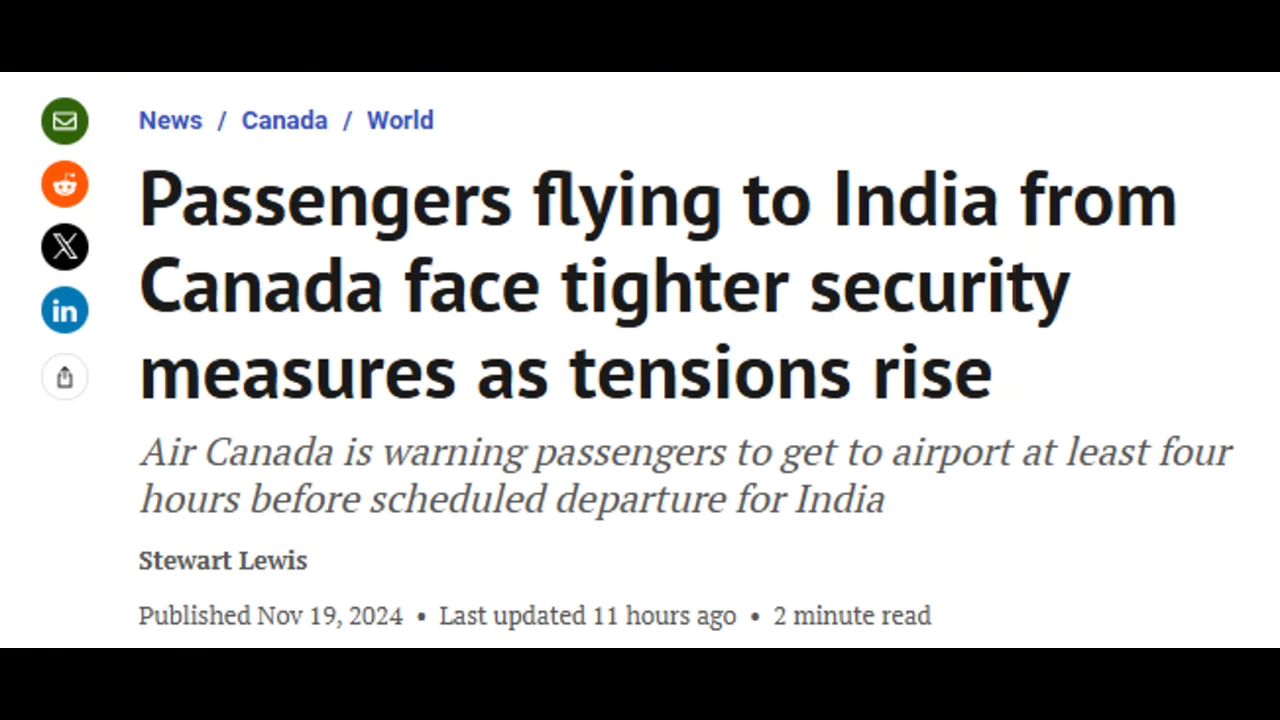 News / Canada / World
Passengers flying to India from
Canada face tighter security
measures as tensions rise
Air Canada is warning passengers to get to airport at least four
hours before scheduled departure for India
Stewart Lewis
Published Nov 19, 2024 • Last updated 11 hours ago • 2 minute read